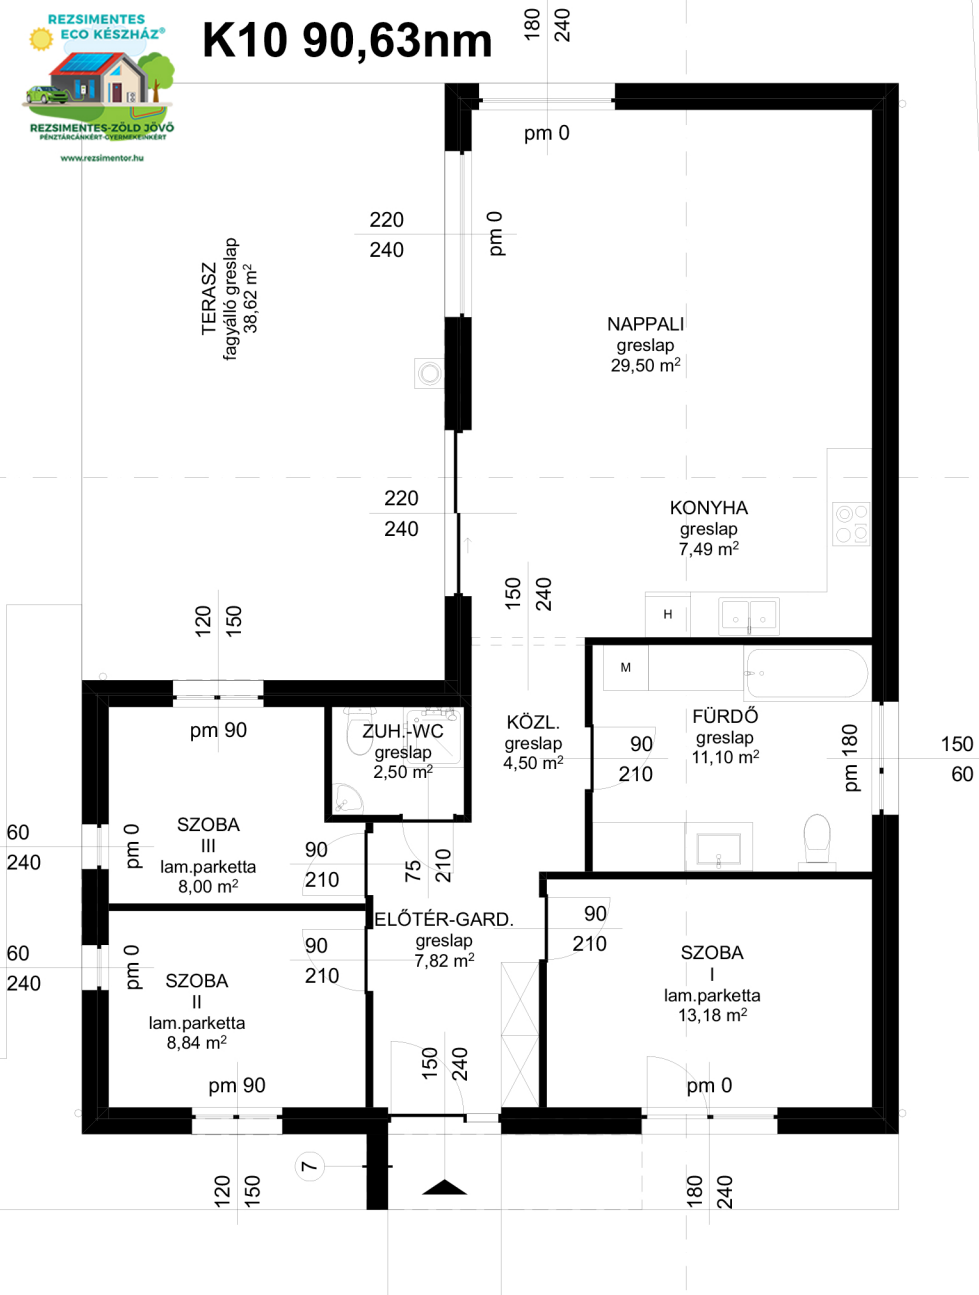 REZSIMENTES
ECO KÉSZHÁZ®
REZSIMENTES-ZÖLD JÖVŐ
PÉNZTÁRCÁNKÉRT-GYERMEKEINKÉRT
www.rezsimentor.hu
K10 90,63nm
180
240
pm 0
220
240
pm 0
TERASZ
fagyálló greslap
38,62 m²
NAPPALI
greslap
29,50 m²
220
240
KONYHA
greslap
7,49 m²
150
240
H
120
150
M
pm 90
ZUH.-WC
greslap
2,50 m²
KÖZL.
greslap
4,50 m²
90
210
FÜRDŐ
greslap
11,10 m²
pm 180
150
60
60
240
pm 0
SZOBA
III
lam.parketta
8,00 m²
90
210
75
210
ELŐTÉR-GARD.
greslap
7,82 m²
90
210
60
240
pm 0
SZOBA
II
lam.parketta
8,84 m²
90
210
SZOBA
I
lam.parketta
13,18 m²
pm 90
150
240
pm 0
7
120
150
180
240